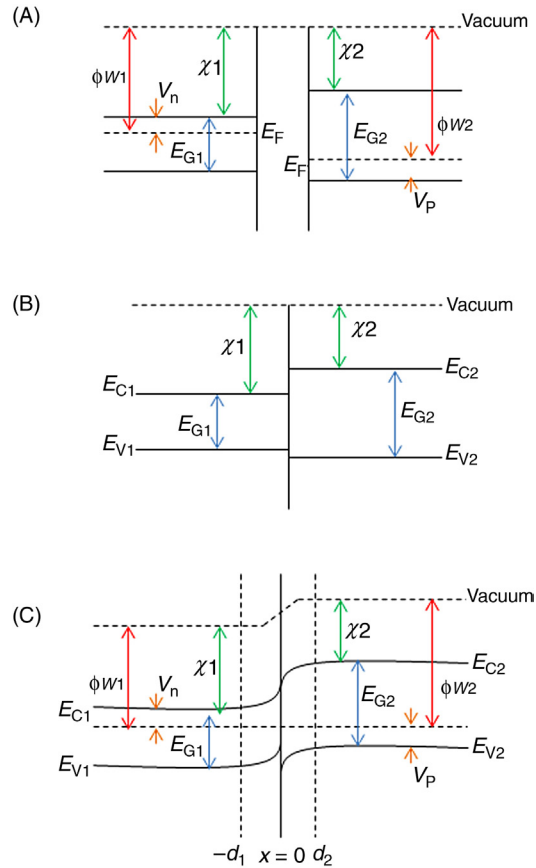 (A)
Vacuum
ϕW1
Vn
χ1
χ2
EG1
EF
EG2
ϕW2
EF
VP
(B)
Vacuum
χ1
χ2
EC1
EC2
EG1
EG2
EV1
EV2
(C)
Vacuum
ϕW1
Vn
χ1
χ2
EC1
EC2
EG1
EG2
ϕW2
EV1
EV2
VP
−d1 x = 0 d2